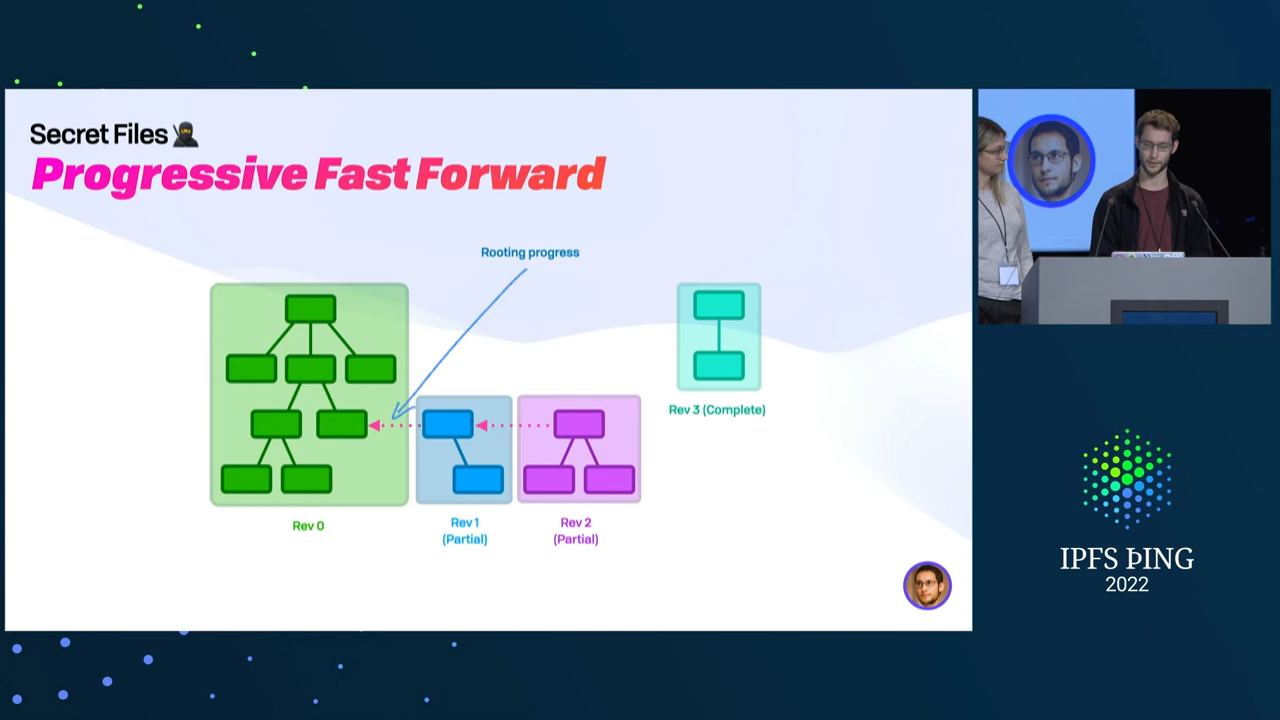 Secret Files
Progressive Fast Forward
Rooting progress
Rev 0
Rev 1
(Partial)
Rev 2
(Partial)
Rev 3 (Complete)
IPFS ÞING
2022